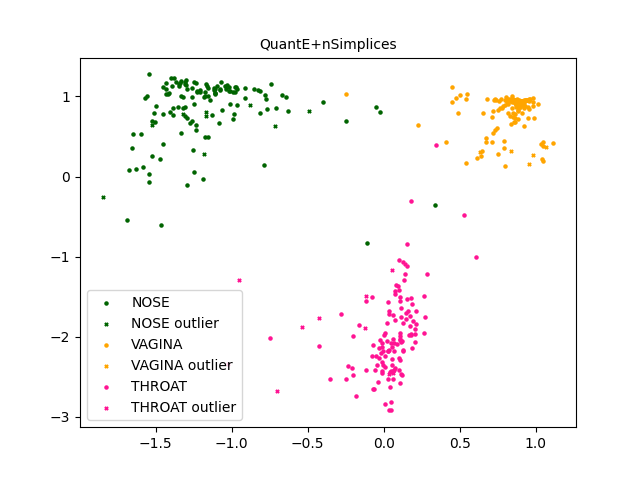 QuantE+nSimplices
1
0
−1
−2
−3
NOSE
NOSE outlier
VAGINA
VAGINA outlier
THROAT
THROAT outlier
−1.5 −1.0 −0.5 0.0 0.5 1.0